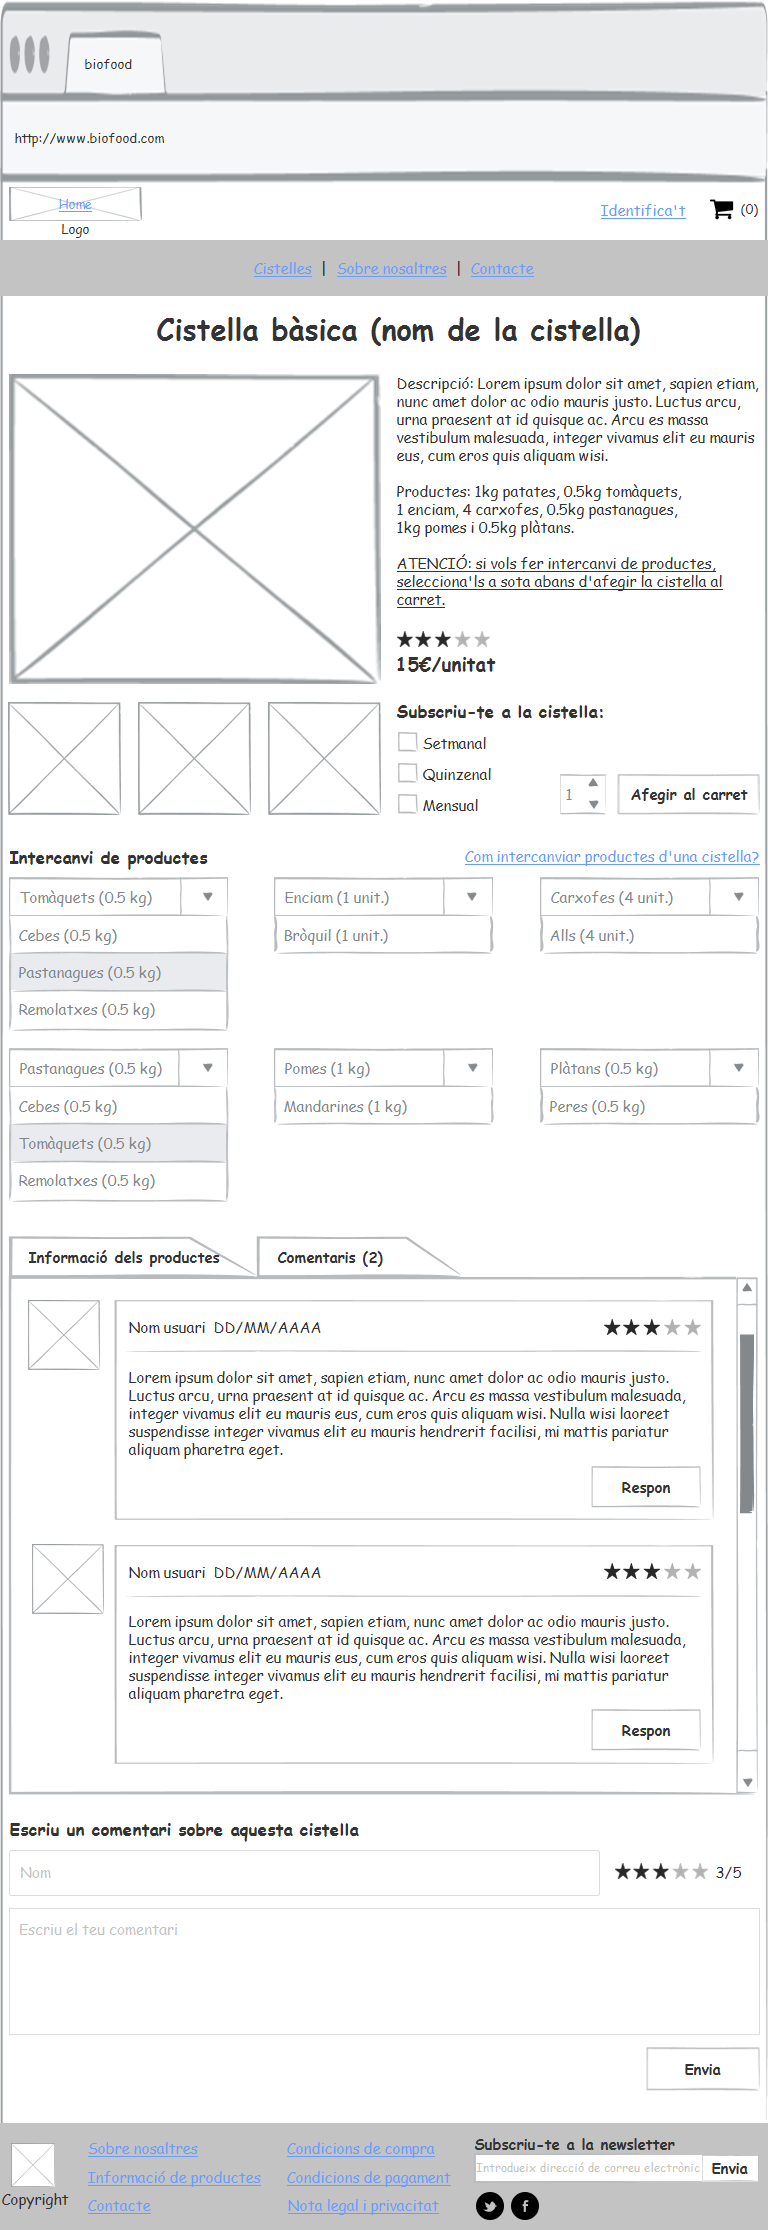 biofood
http://www.biofood.com
Home
Logo
Identifica't
(0)
Cistelles | Sobre nosaltres | Contacte
Cistella bàsica (nom de la cistella)
Descripció: Lorem ipsum dolor sit amet, sapien etiam,
nunc amet dolor ac odio mauris justo. Luctus arcu,
urna praesent at id quisque ac. Arcu es massa
vestibulum malesuada, integer vivamus elit eu mauris
eus, cum eros quis aliquam wisi.
Productes: 1kg patates, 0.5kg tomàquets,
1 enciam, 4 carxofes, 0.5kg pastanagues,
1kg pomes i 0.5kg plàtans.
ATENCIÓ: si vols fer intercanvi de productes,
selecciona'ls a sota abans d'afegir la cistella al
carret.
15€/unitat
Subscriu-te a la cistella:
Setmanal
Quinzenal
Mensual
1
Afegir al carret
Intercanvi de productes
Com intercanviar productes d'una cistella?
Tomàquets (0.5 kg)
Cebes (0.5 kg)
Pastanagues (0.5 kg)
Remolatxes (0.5 kg)
Enciam (1 unit.)
Bròquil (1 unit.)
Carxofes (4 unit.)
Alls (4 unit.)
Pastanagues (0.5 kg)
Cebes (0.5 kg)
Tomàquets (0.5 kg)
Remolatxes (0.5 kg)
Pomes (1 kg)
Mandarines (1 kg)
Plàtans (0.5 kg)
Peres (0.5 kg)
Informació dels productes
Comentaris (2)
Nom usuari DD/MM/AAAA
Lorem ipsum dolor sit amet, sapien etiam, nunc amet dolor ac odio mauris justo.
Luctus arcu, urna praesent at id quisque ac. Arcu es massa vestibulum malesuada,
integer vivamus elit eu mauris eus, cum eros quis aliquam wisi. Nulla wisi laoreet
suspendisse integer vivamus elit eu mauris hendrerit facilisi, mi mattis pariatur
aliquam pharetra eget.
Respon
Nom usuari DD/MM/AAAA
Lorem ipsum dolor sit amet, sapien etiam, nunc amet dolor ac odio mauris justo.
Luctus arcu, urna praesent at id quisque ac. Arcu es massa vestibulum malesuada,
integer vivamus elit eu mauris eus, cum eros quis aliquam wisi. Nulla wisi laoreet
suspendisse integer vivamus elit eu mauris hendrerit facilisi, mi mattis pariatur
aliquam pharetra eget.
Respon
Escriu un comentari sobre aquesta cistella
Nom
3/5
Escriu el teu comentari
Envia
Copyright
Sobre nosaltres
Informació de productes
Contacte
Condicions de compra
Condicions de pagament
Nota legal i privacitat
Subscriu-te a la newsletter
Introdueix direcció de correu electrònic
Envia